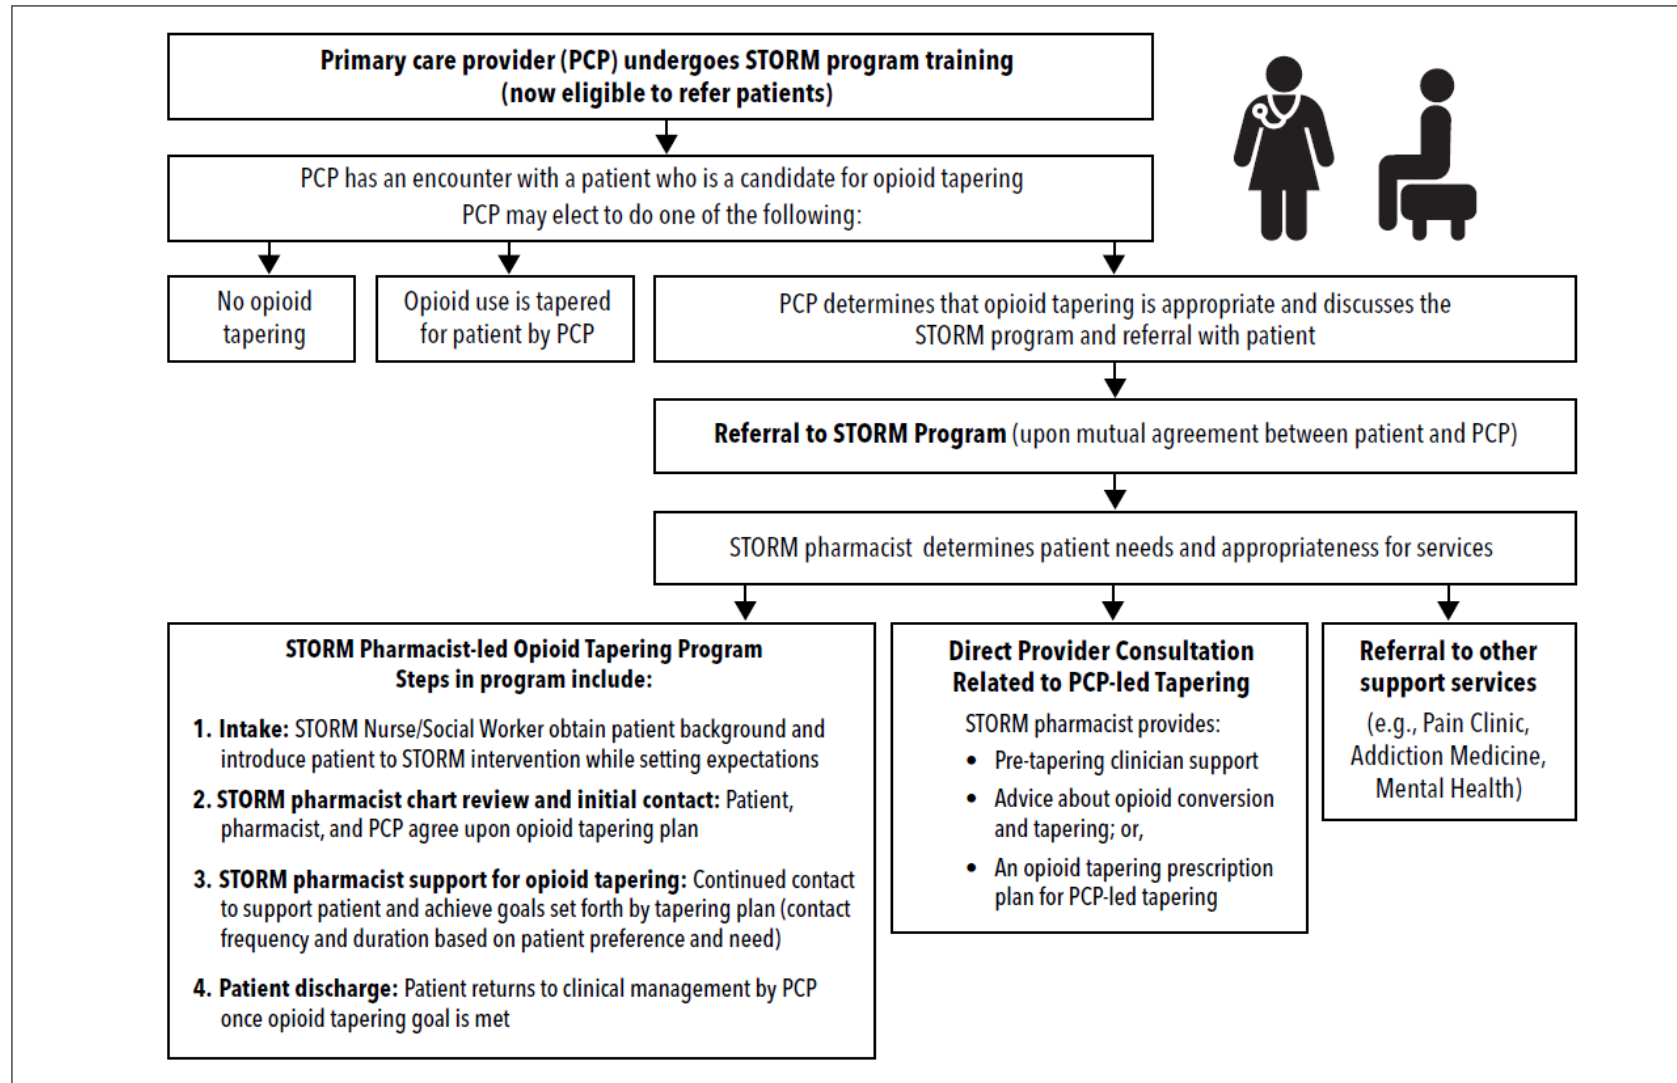 Primary care provider (PCP) undergoes STORM program training
(now eligible to refer patients)
PCP has an encounter with a patient who is a candidate for opioid tapering
PCP may elect to do one of the following:
No opioid
tapering
Opioid use is tapered
for patient by PCP
PCP determines that opioid tapering is appropriate and discusses the
STORM program and referral with patient
Referral to STORM Program (upon mutual agreement between patient and PCP)
STORM pharmacist determines patient needs and appropriateness for services
STORM Pharmacist-led Opioid Tapering Program
Steps in program include:
1. Intake: STORM Nurse/Social Worker obtain patient background and
introduce patient to STORM intervention while setting expectations
2. STORM pharmacist chart review and initial contact: Patient,
pharmacist, and PCP agree upon opioid tapering plan
3. STORM pharmacist support for opioid tapering: Continued contact
to support patient and achieve goals set forth by tapering plan (contact
frequency and duration based on patient preference and need)
4. Patient discharge: Patient returns to clinical management by PCP
once opioid tapering goal is met
Direct Provider Consultation
Related to PCP-led Tapering
STORM pharmacist provides:
• Pre-tapering clinician support
• Advice about opioid conversion
and tapering; or,
• An opioid tapering prescription
plan for PCP-led tapering
Referral to other
support services
(e.g., Pain Clinic,
Addiction Medicine,
Mental Health)